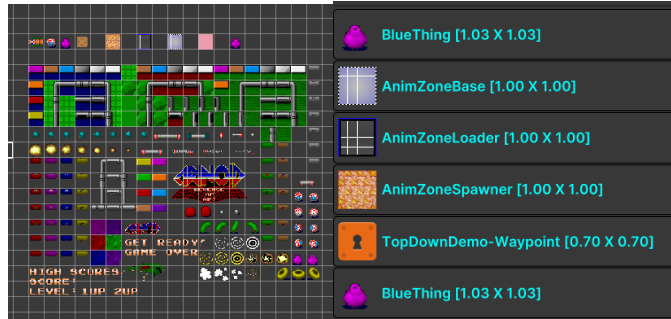 BlueThing [1.03 X 1.03]
AnimZoneBase [1.00 X 1.00]
AnimZoneLoader [1.00 X 1.00]
AnimZoneSpawner [1.00 X 1.00]
TopDownDemo-Waypoint [0.70 X 0.70]
BlueThing [1.03 X 1.03]
REVENGE
OF
GET READY!
GAME OVER
HIGH SCORES
SCORE:
LEVEL: 1UP 2UP